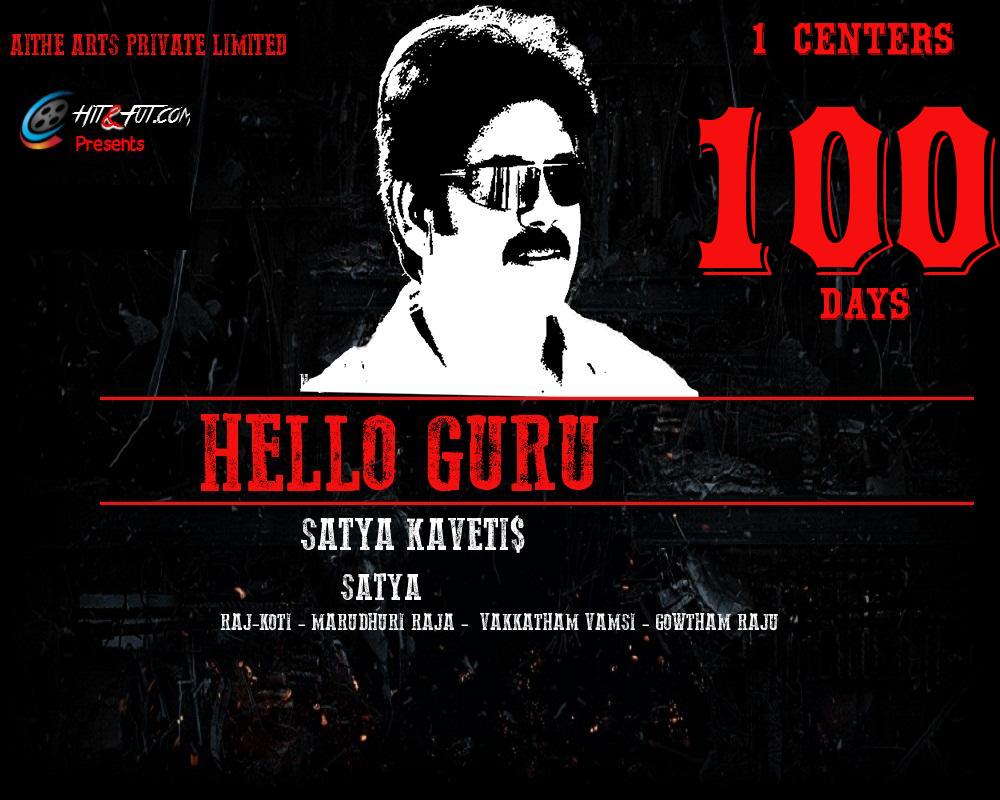 AITHE ARTS PRIVATE LIMITED
1 CENTERS
HIT&FUT.COM
Presents
100
DAYS
HELLO GURU
SATYA KAVETI$
SATYA
RAJ-KOTI - MARUDHURI RAJA - VAKKATHAM VAMSI - GOWTHAM RAJU